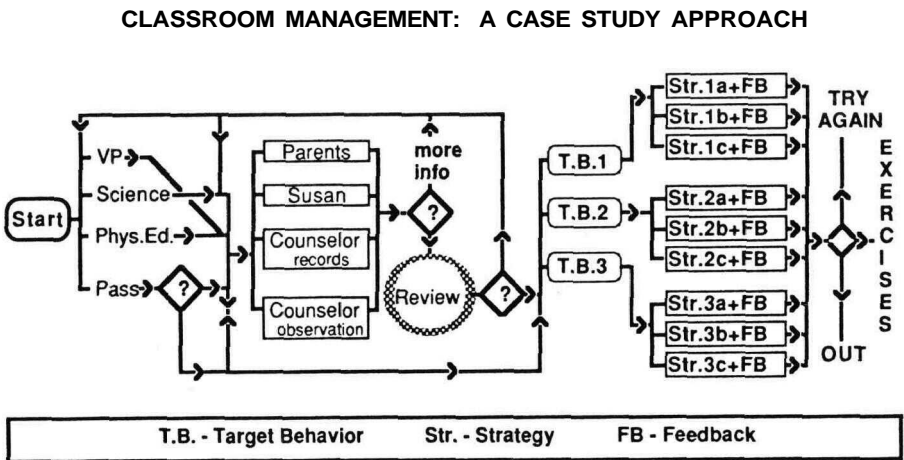 CLASSROOM MANAGEMENT: A CASE STUDY APPROACH
Start
VP
Science
Phys.Ed.
Pass
?
Parents
Susan
Counselor
records
Counselor
observation
more
info
?
Review
?
T.B.1
T.B.2
T.B.3
Str.1a+FB
Str.1b+FB
Str.1c+FB
Str.2a+FB
Str.2b+FB
Str.2c+FB
Str.3a+FB
Str.3b+FB
Str.3c+FB
TRY
AGAIN
OUT
EXERCISES
T.B. - Target Behavior Str. - Strategy FB - Feedback